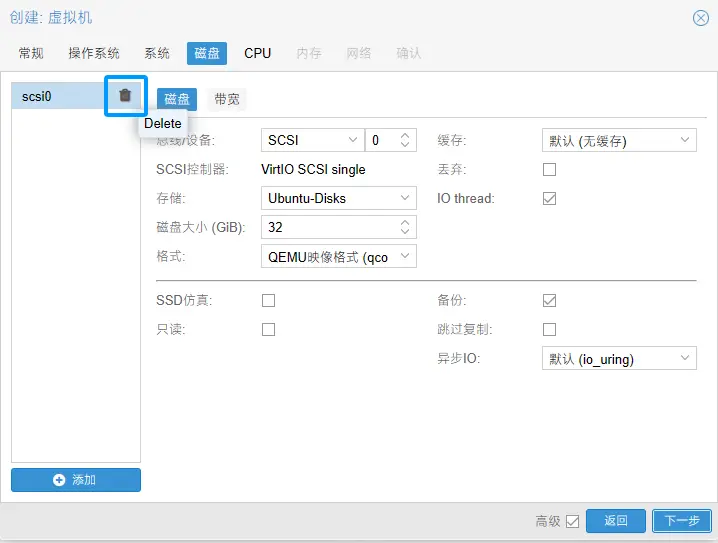 创建: 虚拟机
常规 操作系统 系统 磁盘 CPU 内存 网络 确认
scsi0
Delete
磁盘 带宽
总线/设备: SCSI 0
SCSI控制器: VirtIO SCSI single
存储: Ubuntu-Disks
磁盘大小 (GiB): 32
格式: QEMU映像格式 (qco
缓存: 默认 (无缓存)
丢弃:
IO thread:
SSD仿真:
只读:
备份:
跳过复制:
异步IO: 默认 (io_uring)
添加
高级 返回 下一步